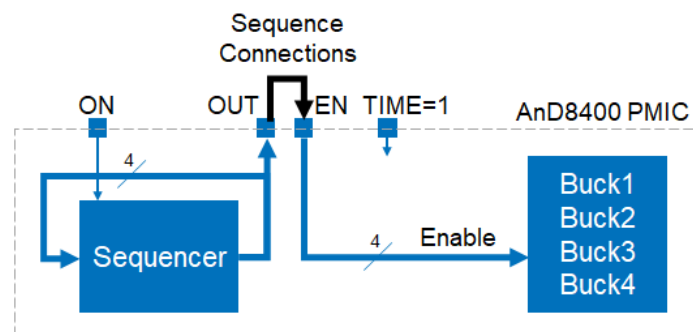 Sequence
Connections
ON
OUT
EN
TIME=1
AnD8400 PMIC
4
Sequencer
4
Enable
Buck1
Buck2
Buck3
Buck4